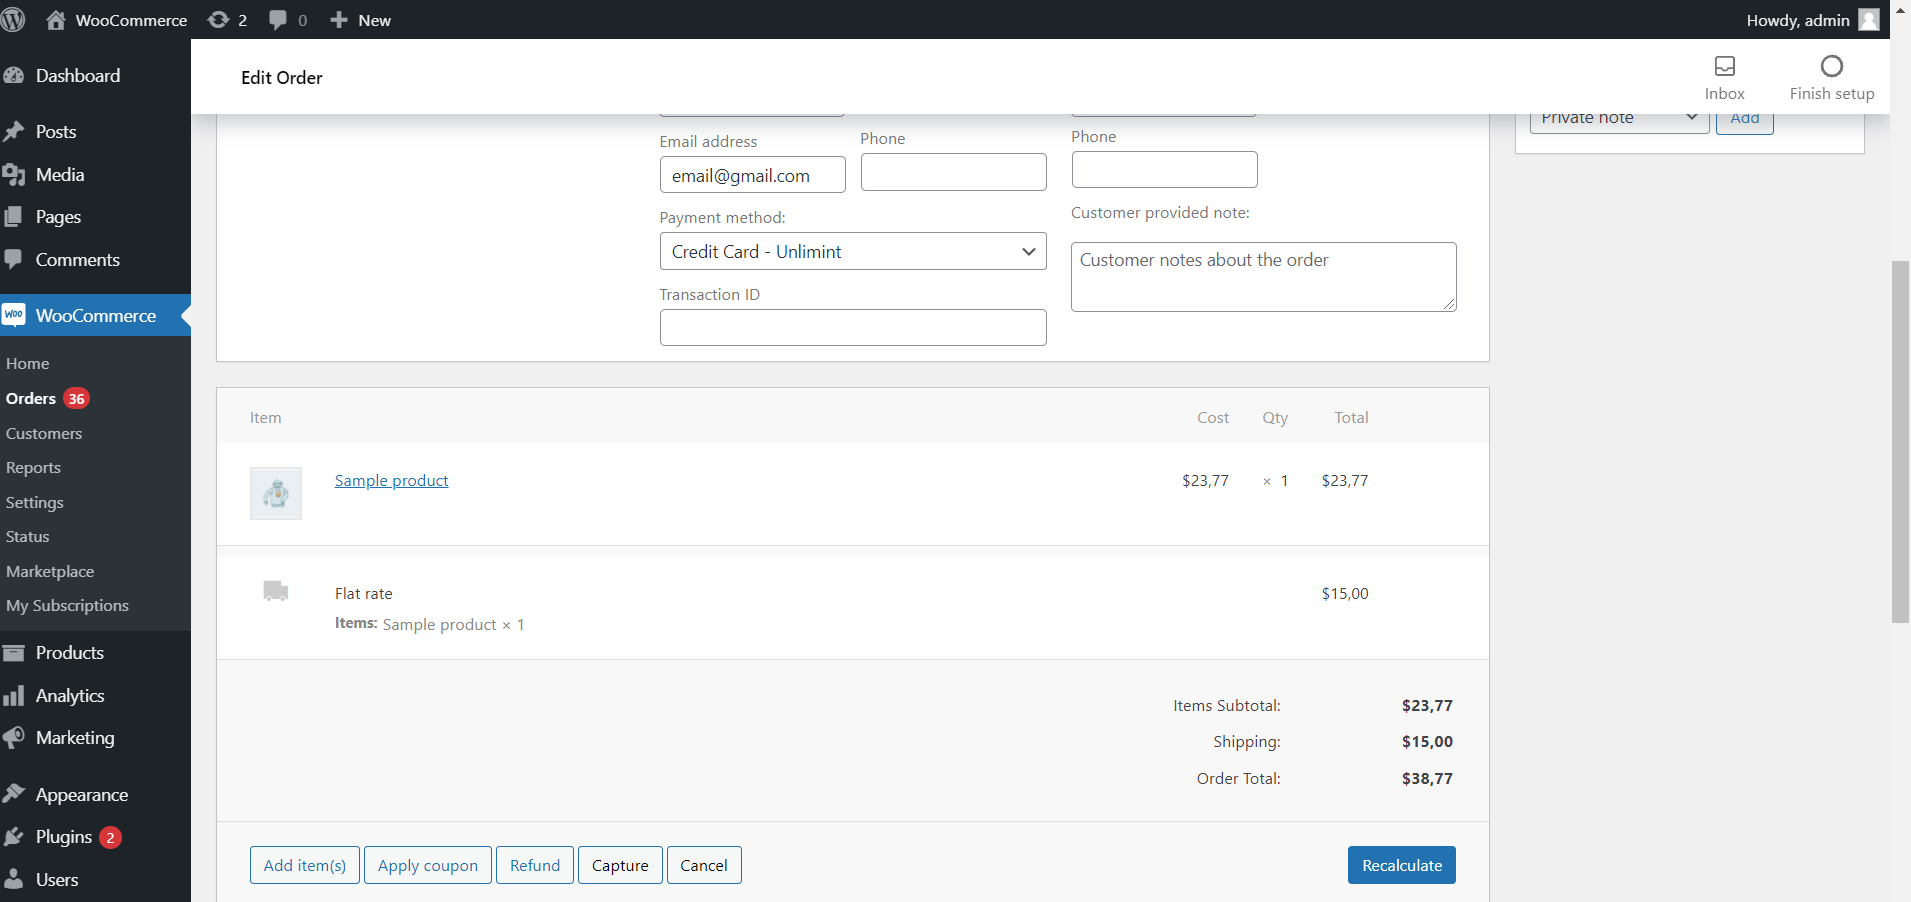 WooCommerce 2 0 New Howdy, admin
Edit Order
Inbox
Finish setup
Dashboard
Posts
Media
Pages
Comments
Woo WooCommerce
Home
Orders 36
Customers
Reports
Settings
Status
Marketplace
My Subscriptions
Products
Analytics
Marketing
Appearance
Plugins 2
Users
Private note
Add
Email address
email@gmail.com
Phone
Phone
Payment method:
Credit Card - Unlimint
Transaction ID
Customer provided note:
Customer notes about the order
Item Cost Qty Total
Sample product $23,77 × 1 $23,77
Flat rate $15,00
Items: Sample product × 1
Items Subtotal: $23,77
Shipping: $15,00
Order Total: $38,77
Add item(s) Apply coupon Refund Capture Cancel Recalculate